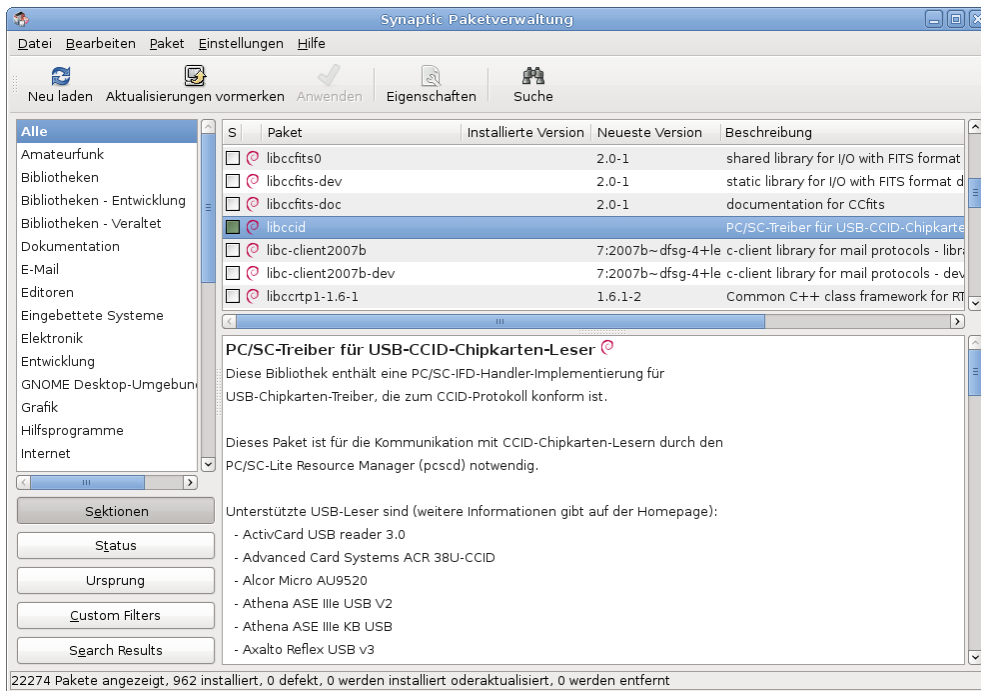 Synaptic Paketverwaltung
Datei Bearbeiten Paket Einstellungen Hilfe
Neu laden Aktualisierungen vormerken Anwenden Eigenschaften Suche
Alle
Amateurfunk
Bibliotheken
Bibliotheken - Entwicklung
Bibliotheken - Veraltet
Dokumentation
E-Mail
Editoren
Eingebettete Systeme
Elektronik
Entwicklung
GNOME Desktop-Umgebun
Grafik
Hilfsprogramme
Internet
Sektionen
Status
Ursprung
Custom Filters
Search Results
S Paket Installierte Version Neueste Version Beschreibung
libccfits0 2.0-1 shared library for I/O with FITS format
libccfits-dev 2.0-1 static library for I/O with FITS format d
libccfits-doc 2.0-1 documentation for CCfits
libccid PC/SC-Treiber für USB-CCID-Chipkarte
libc-client2007b 7:2007b~dfsg-4+le c-client library for mail protocols - libra
libc-client2007b-dev 7:2007b~dfsg-4+le c-client library for mail protocols - dev
libccrtp1-1.6-1 1.6.1-2 Common C++ class framework for RT
PC/SC-Treiber für USB-CCID-Chipkarten-Leser
Diese Bibliothek enthält eine PC/SC-IFD-Handler-Implementierung für
USB-Chipkarten-Treiber, die zum CCID-Protokoll konform ist.
Dieses Paket ist für die Kommunikation mit CCID-Chipkarten-Lesern durch den
PC/SC-Lite Resource Manager (pcscd) notwendig.
Unterstützte USB-Leser sind (weitere Informationen gibt auf der Homepage):
- ActivCard USB reader 3.0
- Advanced Card Systems ACR 38U-CCID
- Alcor Micro AU9520
- Athena ASE IIIe USB V2
- Athena ASE IIIe KB USB
- Axalto Reflex USB v3
22274 Pakete angezeigt, 962 installiert, 0 defekt, 0 werden installiert oderaktualisiert, 0 werden entfernt